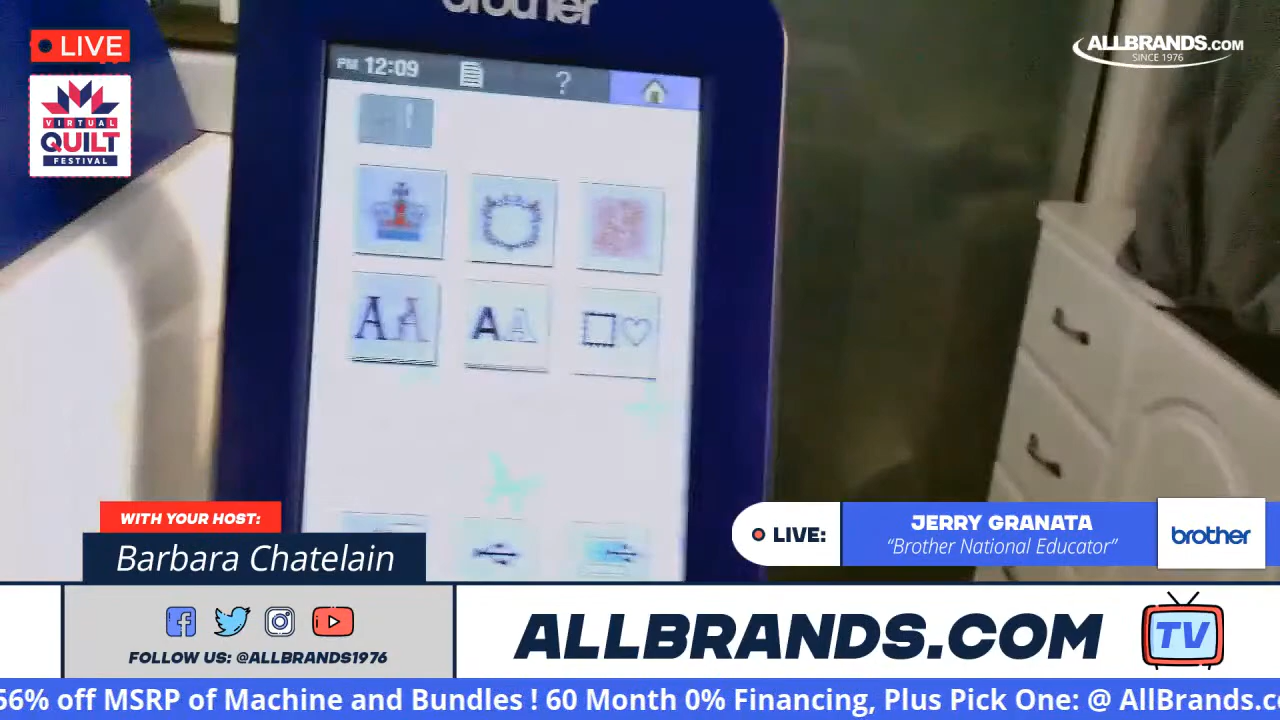 brother
LIVE
PM 12:09
?
ALLBRANDS.COM
SINCE 1976
VIRTUAL
QUILT
FESTIVAL
AA
AA
WITH YOUR HOST:
Barbara Chatelain
LIVE:
JERRY GRANATA
“Brother National Educator”
brother
FOLLOW US: @ALLBRANDS1976
ALLBRANDS.COM
TV
56% off MSRP of Machine and Bundles ! 60 Month 0% Financing, Plus Pick One: @ AllBrands.co